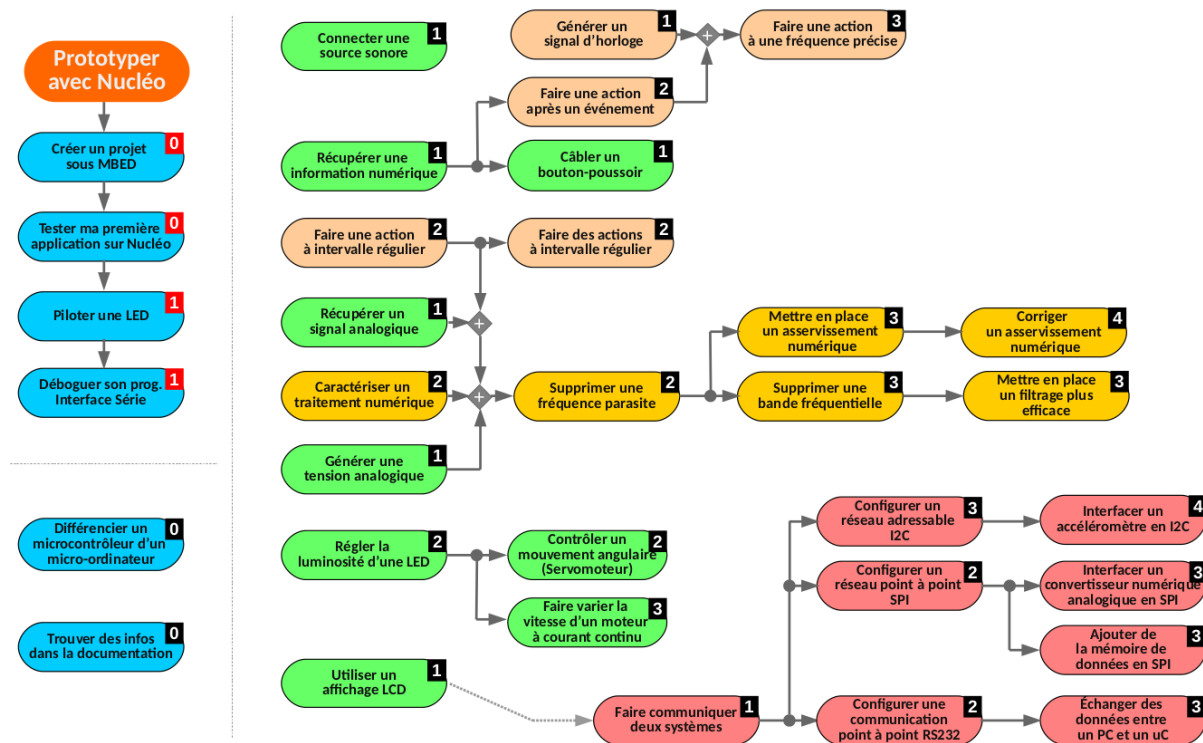 Prototyper
avec Nucléo
Créer un projet
sous MBED
0
Tester ma première
application sur Nucléo
0
Piloter une LED
1
Déboguer son prog.
Interface Série
1
Différencier un
microcontrôleur d'un
micro-ordinateur
0
Trouver des infos
dans la documentation
0
Connecter une
source sonore
1
Générer un
signal d'horloge
1
+
Faire une action
à une fréquence précise
3
Faire une action
après un événement
2
Récupérer une
information numérique
1
Câbler un
bouton-poussoir
1
Faire une action
à intervalle régulier
2
Faire des actions
à intervalle régulier
2
Récupérer un
signal analogique
1
+
Mettre en place
un asservissement
numérique
3
Corriger
un asservissement
numérique
4
Caractériser un
traitement numérique
2
+
Supprimer une
fréquence parasite
2
Supprimer une
bande fréquentielle
3
Mettre en place
un filtrage plus
efficace
3
Générer une
tension analogique
1
Régler la
luminosité d'une LED
2
Contrôler un
mouvement angulaire
(Servomoteur)
2
Faire varier la
vitesse d'un moteur
à courant continu
3
Utiliser un
affichage LCD
1
Faire communiquer
deux systèmes
1
Configurer un
réseau adressable
I2C
3
Interfacer un
accéléromètre en I2C
4
Configurer un
réseau point à point
SPI
2
Interfacer un
convertisseur numérique
analogique en SPI
3
Ajouter de
la mémoire de
données en SPI
3
Configurer une
communication
point à point RS232
2
Échanger des
données entre
un PC et un uC
3